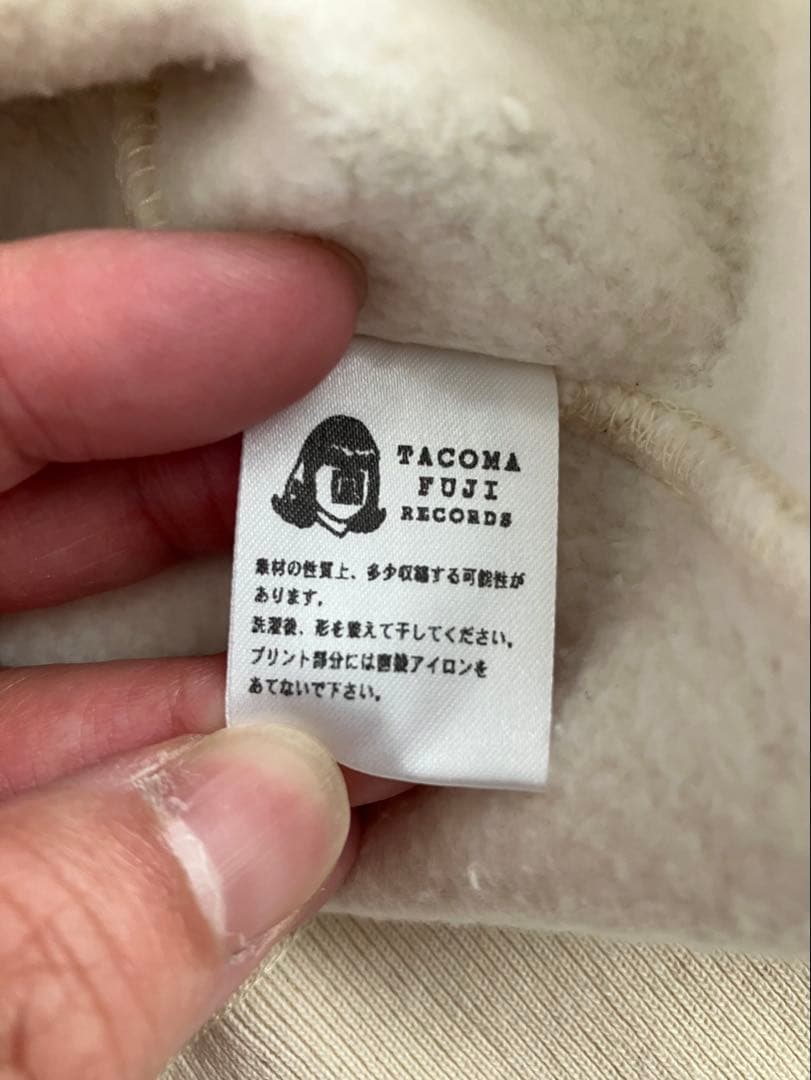 TACOMA
FUJI
RECORDS
素材の性質上、多少収縮する可能性が
あります。
洗濯後、形を整えて干してください。
プリント部分には直接アイロンを
あてないで下さい。